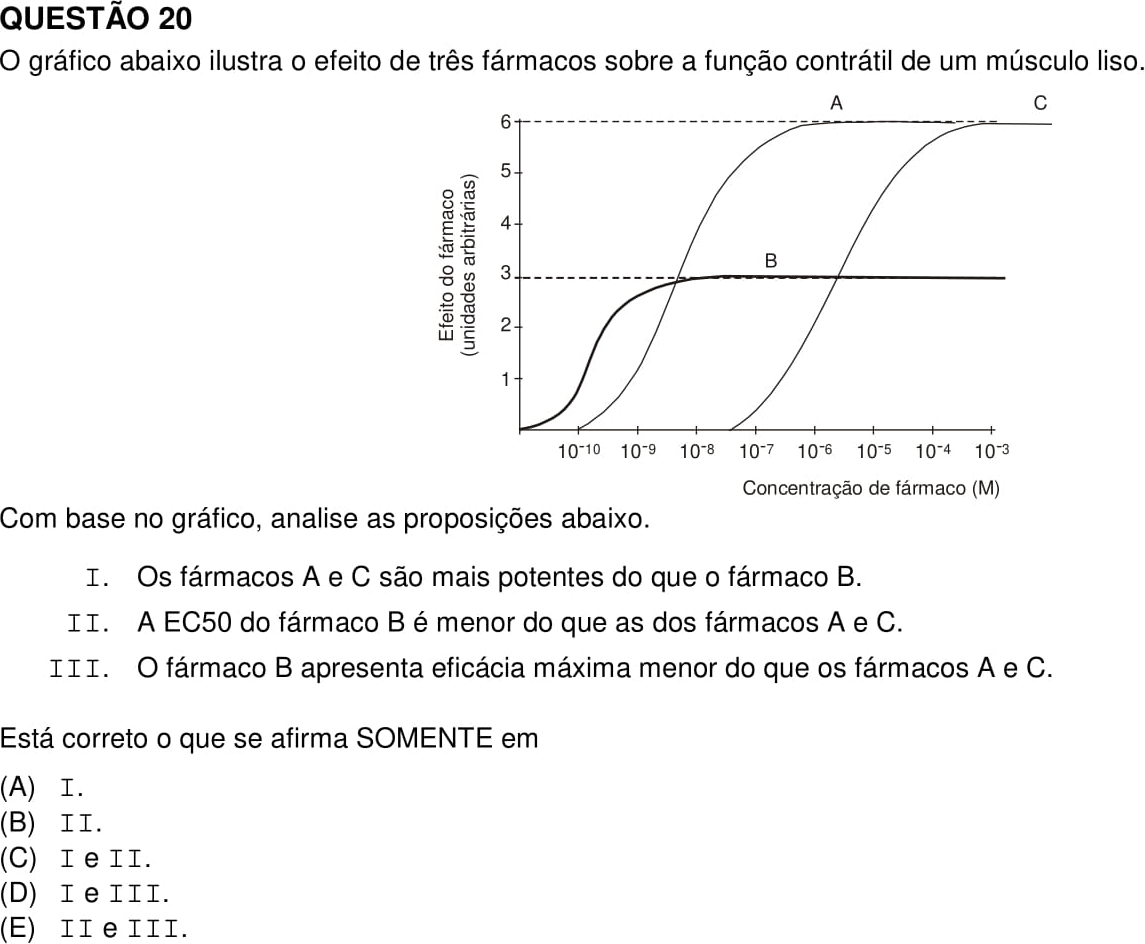 QUESTÃO 20
O gráfico abaixo ilustra o efeito de três fármacos sobre a função contrátil de um músculo liso.
A C
6
5
4
B
3
2
1
Efeito do fármaco
(unidades arbitrárias)
10⁻¹⁰ 10⁻⁹ 10⁻⁸ 10⁻⁷ 10⁻⁶ 10⁻⁵ 10⁻⁴ 10⁻³
Concentração de fármaco (M)
Com base no gráfico, analise as proposições abaixo.
I. Os fármacos A e C são mais potentes do que o fármaco B.
II. A EC50 do fármaco B é menor do que as dos fármacos A e C.
III. O fármaco B apresenta eficácia máxima menor do que os fármacos A e C.
Está correto o que se afirma SOMENTE em
(A) I.
(B) II.
(C) I e II.
(D) I e III.
(E) II e III.